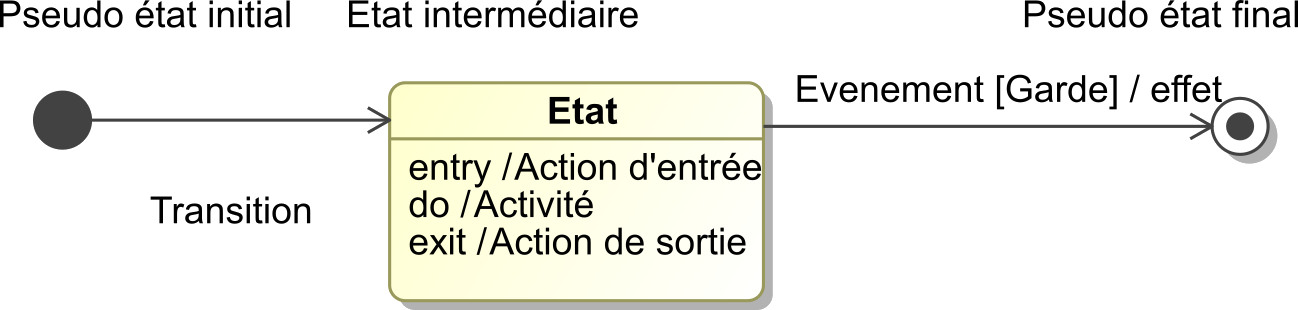 Pseudo état initial
Etat intermédiaire
Pseudo état final
Evenement [Garde] / effet
Etat
entry /Action d'entrée
do /Activité
exit /Action de sortie
Transition